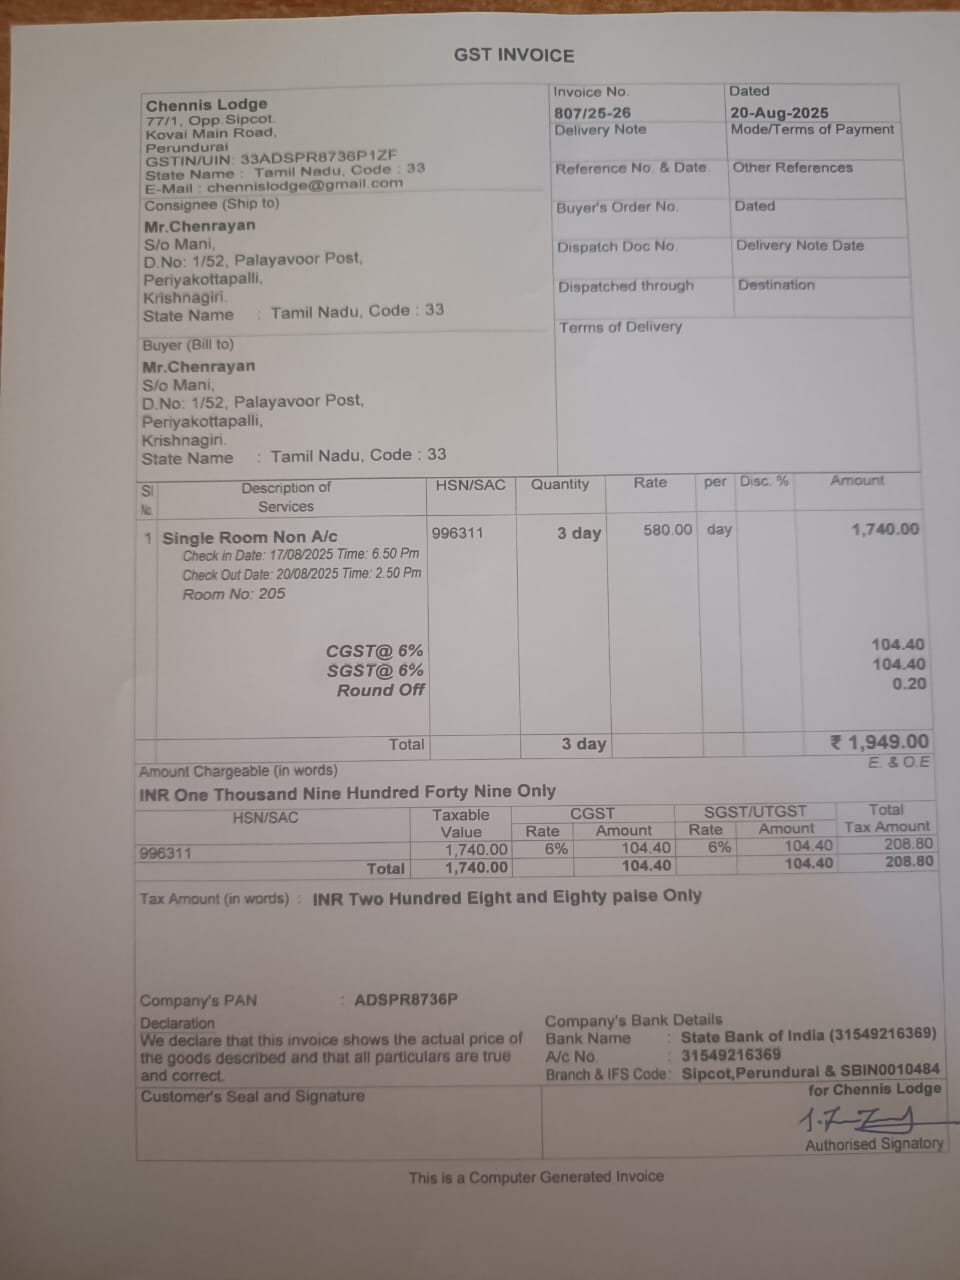 GST INVOICE
Chennis Lodge
77/1, Opp.Sipcot.
Kovai Main Road,
Perundurai
GSTIN/UIN: 33ADSPR8736P1ZF
State Name : Tamil Nadu, Code : 33
E-Mail : chennislodge@gmail.com
Invoice No.
807/25-26
Dated
20-Aug-2025
Delivery Note
Mode/Terms of Payment
Reference No. & Date.
Other References
Buyer's Order No.
Dated
Dispatch Doc No.
Delivery Note Date
Dispatched through
Destination
Terms of Delivery
Consignee (Ship to)
Mr.Chenrayan
S/o Mani,
D.No: 1/52, Palayavoor Post,
Periyakottapalli,
Krishnagiri.
State Name : Tamil Nadu, Code : 33
Buyer (Bill to)
Mr.Chenrayan
S/o Mani,
D.No: 1/52, Palayavoor Post,
Periyakottapalli,
Krishnagiri.
State Name : Tamil Nadu, Code : 33
Sl No. Description of Services HSN/SAC Quantity Rate per Disc. % Amount
1 Single Room Non A/c 996311 3 day 580.00 day 1,740.00
Check in Date: 17/08/2025 Time: 6.50 Pm
Check Out Date: 20/08/2025 Time: 2.50 Pm
Room No: 205
CGST@ 6% 104.40
SGST@ 6% 104.40
Round Off 0.20
Total 3 day ₹ 1,949.00
Amount Chargeable (in words) E. & O.E
INR One Thousand Nine Hundred Forty Nine Only
HSN/SAC Taxable Value CGST SGST/UTGST Total Tax Amount
Rate Amount Rate Amount
996311 1,740.00 6% 104.40 6% 104.40 208.80
Total 1,740.00 104.40 104.40 208.80
Tax Amount (in words) : INR Two Hundred Eight and Eighty paise Only
Company's PAN : ADSPR8736P
Declaration
We declare that this invoice shows the actual price of
the goods described and that all particulars are true
and correct.
Company's Bank Details
Bank Name : State Bank of India (31549216369)
A/c No. : 31549216369
Branch & IFS Code: Sipcot,Perundurai & SBIN0010484
Customer's Seal and Signature
for Chennis Lodge
Authorised Signatory
This is a Computer Generated Invoice